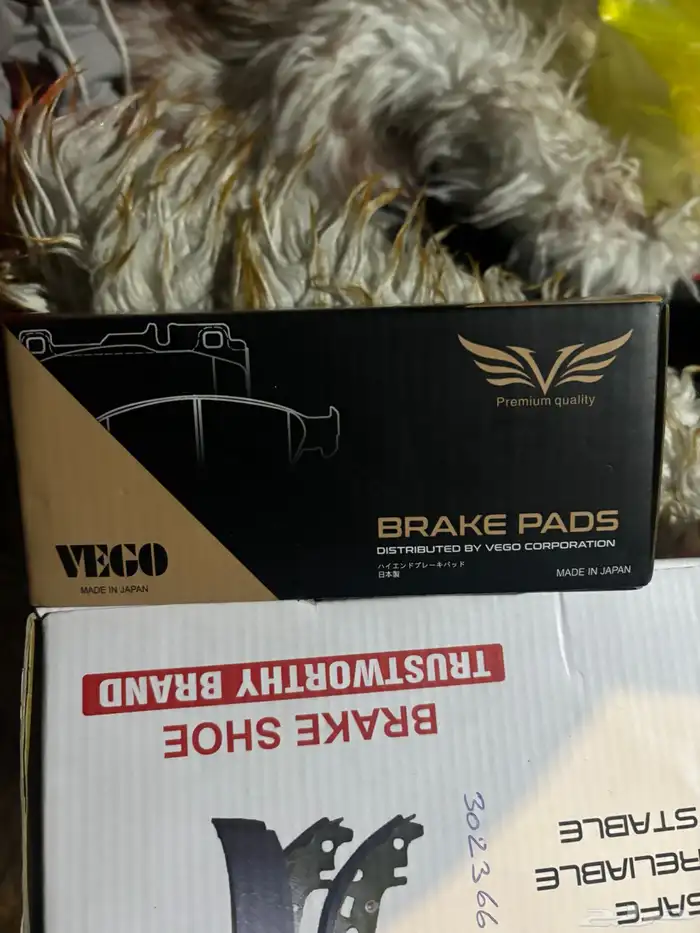 Premium quality
BRAKE PADS
DISTRIBUTED BY VEGO CORPORATION
ハイエンドブレーキパッド
日本製
MADE IN JAPAN
VEGO
MADE IN JAPAN
TRUSTWORTHY BRAND
BRAKE SHOE
302366
STABLE
RELIABLE
SAFE